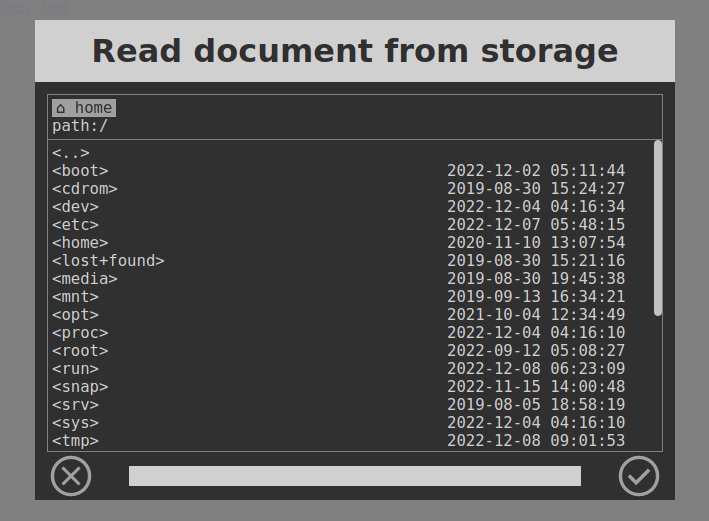 Read document from storage
⌂ home
path:/
<..>
<boot> 2022-12-02 05:11:44
<cdrom> 2019-08-30 15:24:27
<dev> 2022-12-04 04:16:34
<etc> 2022-12-07 05:48:15
<home> 2020-11-10 13:07:54
<lost+found> 2019-08-30 15:21:16
<media> 2019-08-30 19:45:38
<mnt> 2019-09-13 16:34:21
<opt> 2021-10-04 12:34:49
<proc> 2022-12-04 04:16:10
<root> 2022-09-12 05:08:27
<run> 2022-12-08 06:23:09
<snap> 2022-11-15 14:00:48
<srv> 2019-08-05 18:58:19
<sys> 2022-12-04 04:16:10
<tmp> 2022-12-08 09:01:53